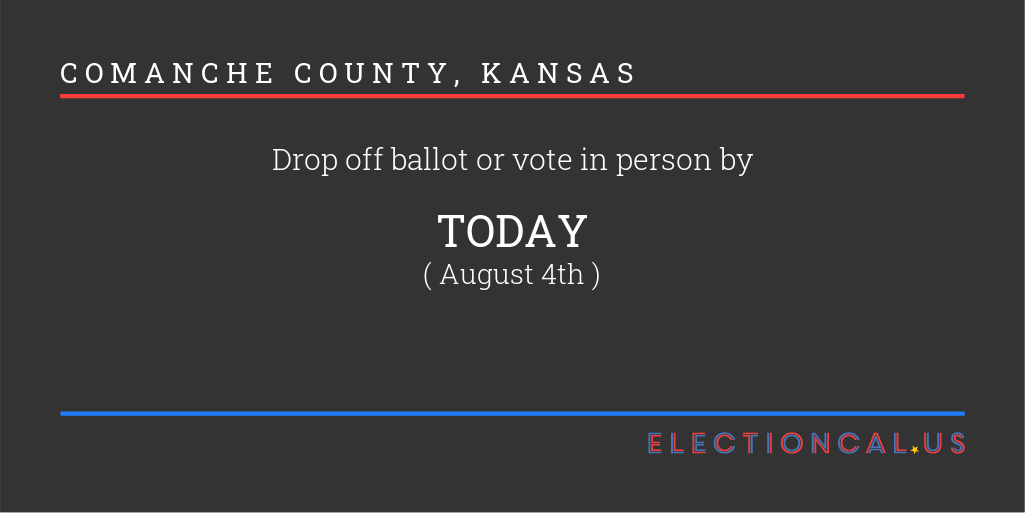 COMANCHE COUNTY, KANSAS
Drop off ballot or vote in person by
TODAY
( August 4th )
ELECTIONCAL.US